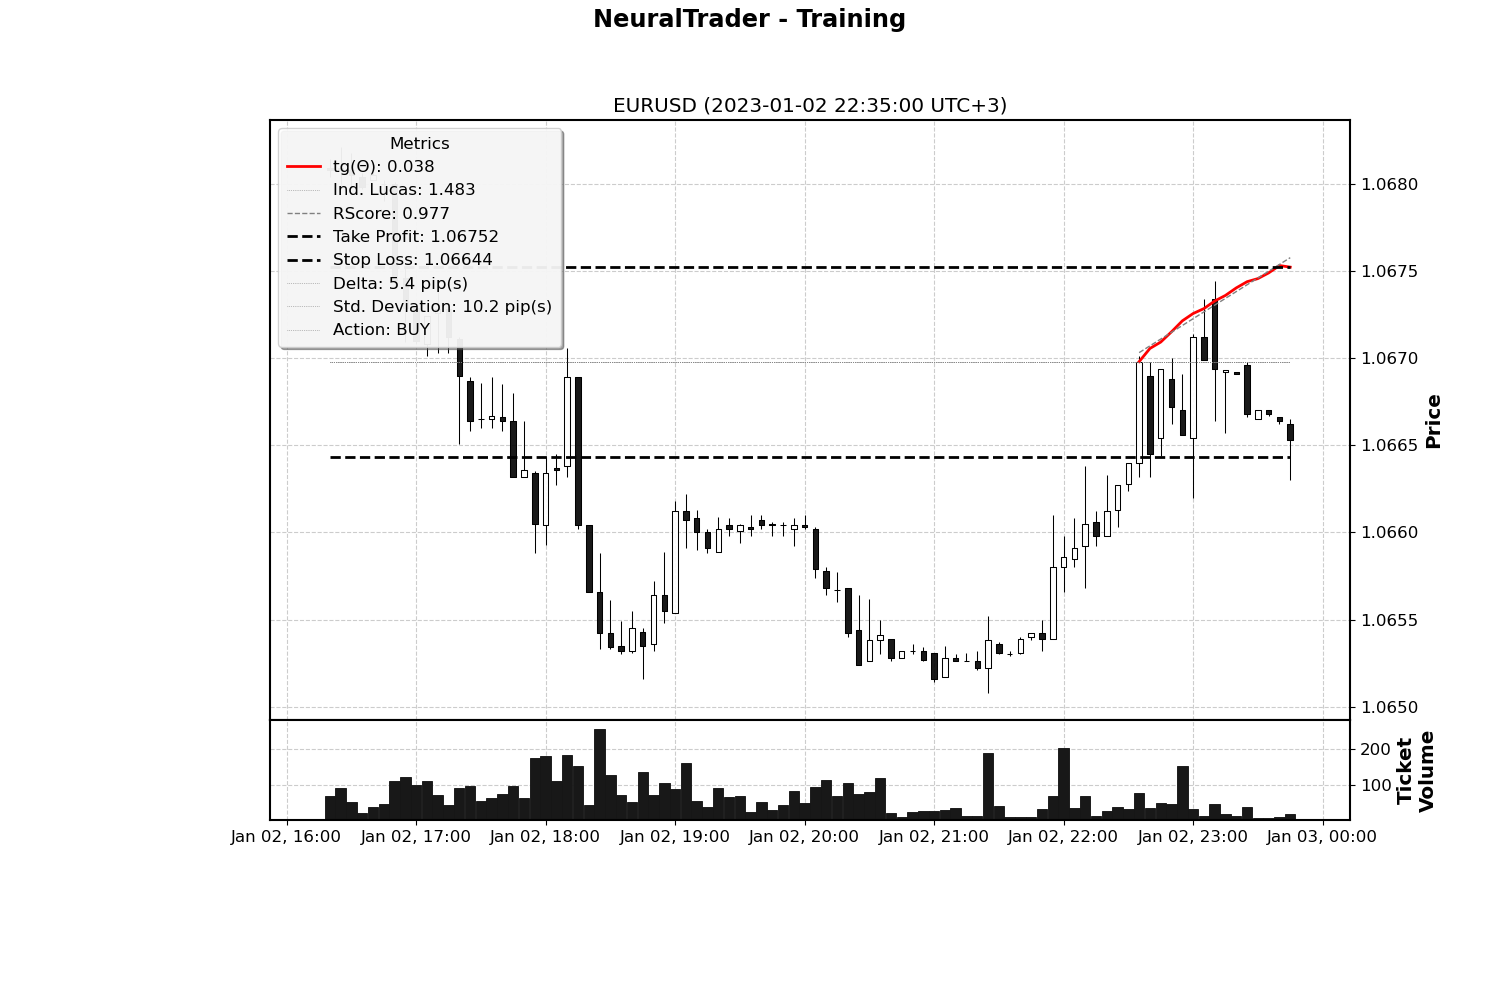 NeuralTrader - Training
EURUSD (2023-01-02 22:35:00 UTC+3)
Metrics
tg(Θ): 0.038
Ind. Lucas: 1.483
RScore: 0.977
Take Profit: 1.06752
Stop Loss: 1.06644
Delta: 5.4 pip(s)
Std. Deviation: 10.2 pip(s)
Action: BUY
1.0680
1.0675
1.0670
1.0665
1.0660
1.0655
1.0650
Price
200
100
Ticket
Volume
Jan 02, 16:00
Jan 02, 17:00
Jan 02, 18:00
Jan 02, 19:00
Jan 02, 20:00
Jan 02, 21:00
Jan 02, 22:00
Jan 02, 23:00
Jan 03, 00:00